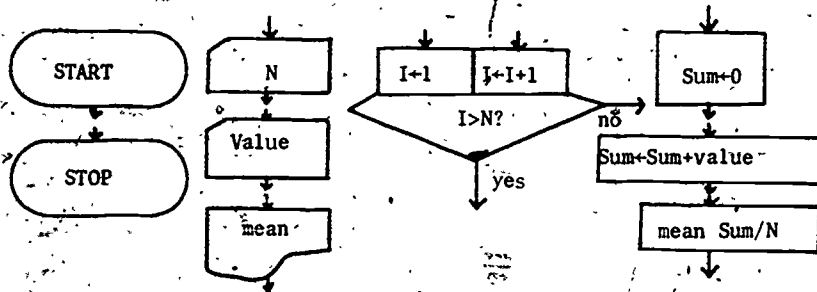 START
STOP
N
Value
mean
I←1
I←I+1
I>N?
no
yes
Sum←0
Sum←Sum+value
mean Sum/N